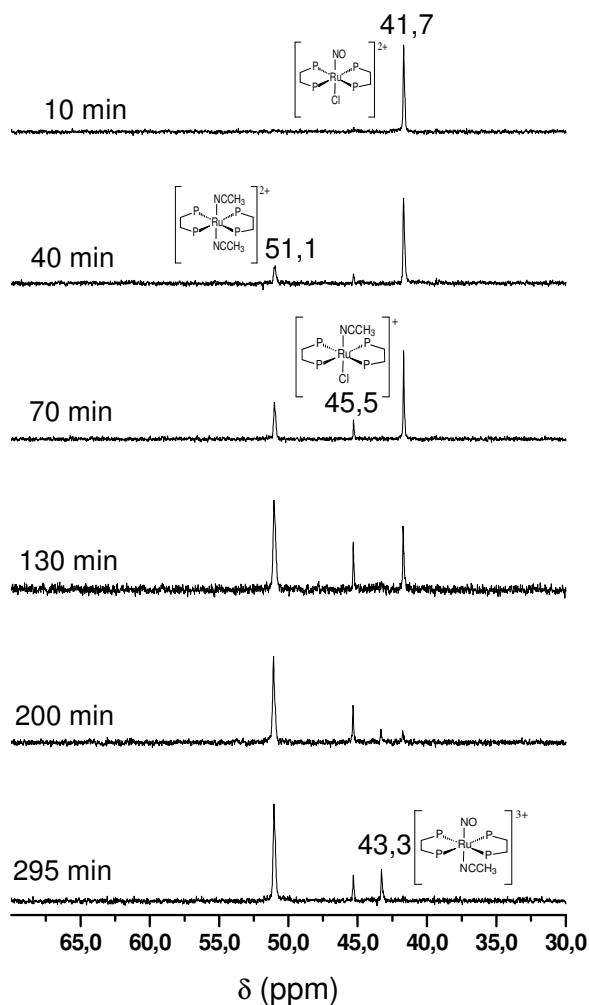 41,7
NO
2+
P
P
Ru
P
P
Cl
10 min
NCCH3
2+
P
P
Ru
P
P
NCCH3
51,1
40 min
NCCH3
+
P
P
Ru
P
P
Cl
45,5
70 min
130 min
200 min
NO
3+
P
P
Ru
P
P
NCCH3
43,3
295 min
65,0 60,0 55,0 50,0 45,0 40,0 35,0 30,0
δ (ppm)